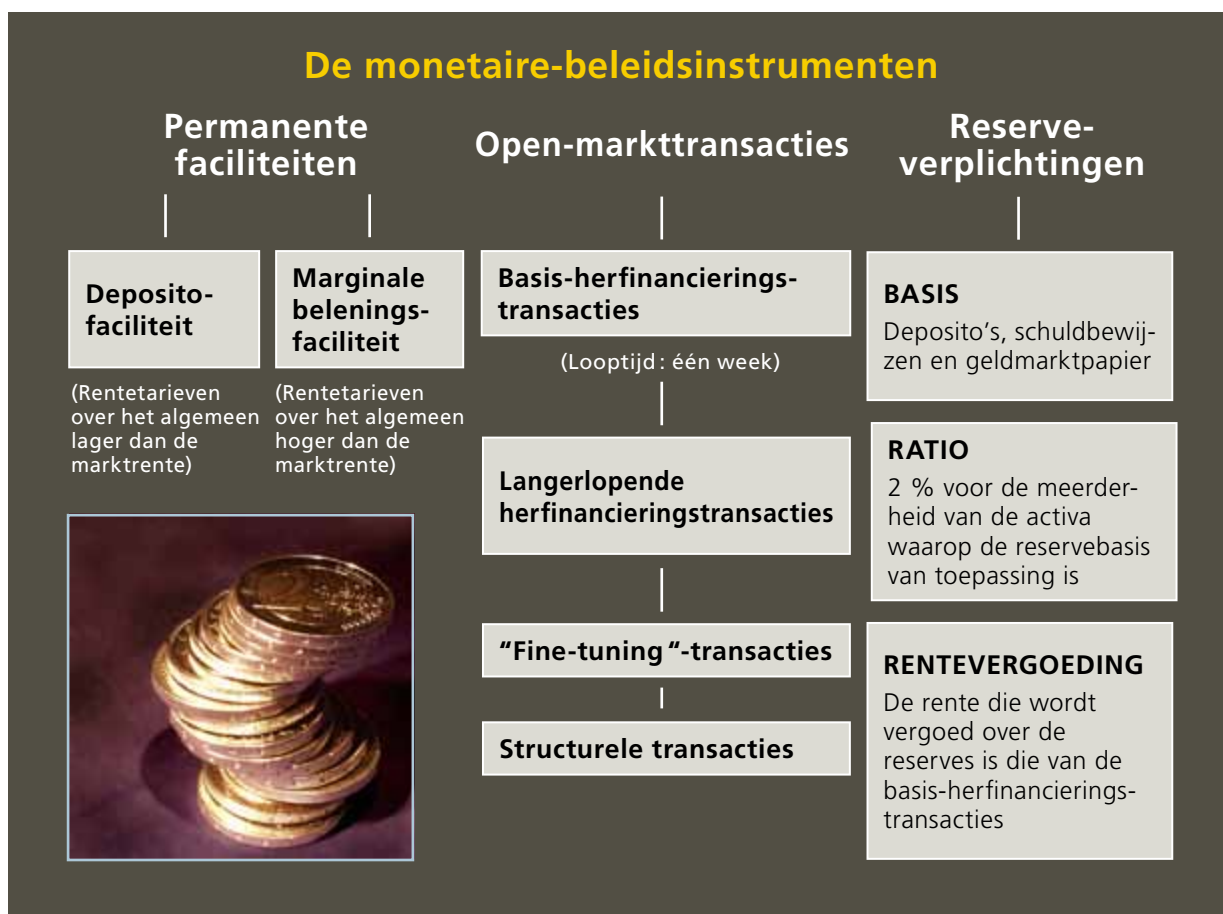 De monetaire-beleidsinstrumenten
Permanente
faciliteiten
Deposito-
faciliteit
(Rentetarieven
over het algemeen
lager dan de
marktrente)
Marginale
belenings-
faciliteit
(Rentetarieven
over het algemeen
hoger dan de
marktrente)
Open-markttransacties
Basis-herfinancierings-
transacties
(Looptijd : één week)
Langerlopende
herfinancieringstransacties
“Fine-tuning “-transacties
Structurele transacties
Reserve-
verplichtingen
BASIS
Deposito’s, schuldbewij-
zen en geldmarktpapier
RATIO
2 % voor de meerder-
heid van de activa
waarop de reservebasis
van toepassing is
RENTEVERGOEDING
De rente die wordt
vergoed over de
reserves is die van de
basis-herfinancierings-
transacties